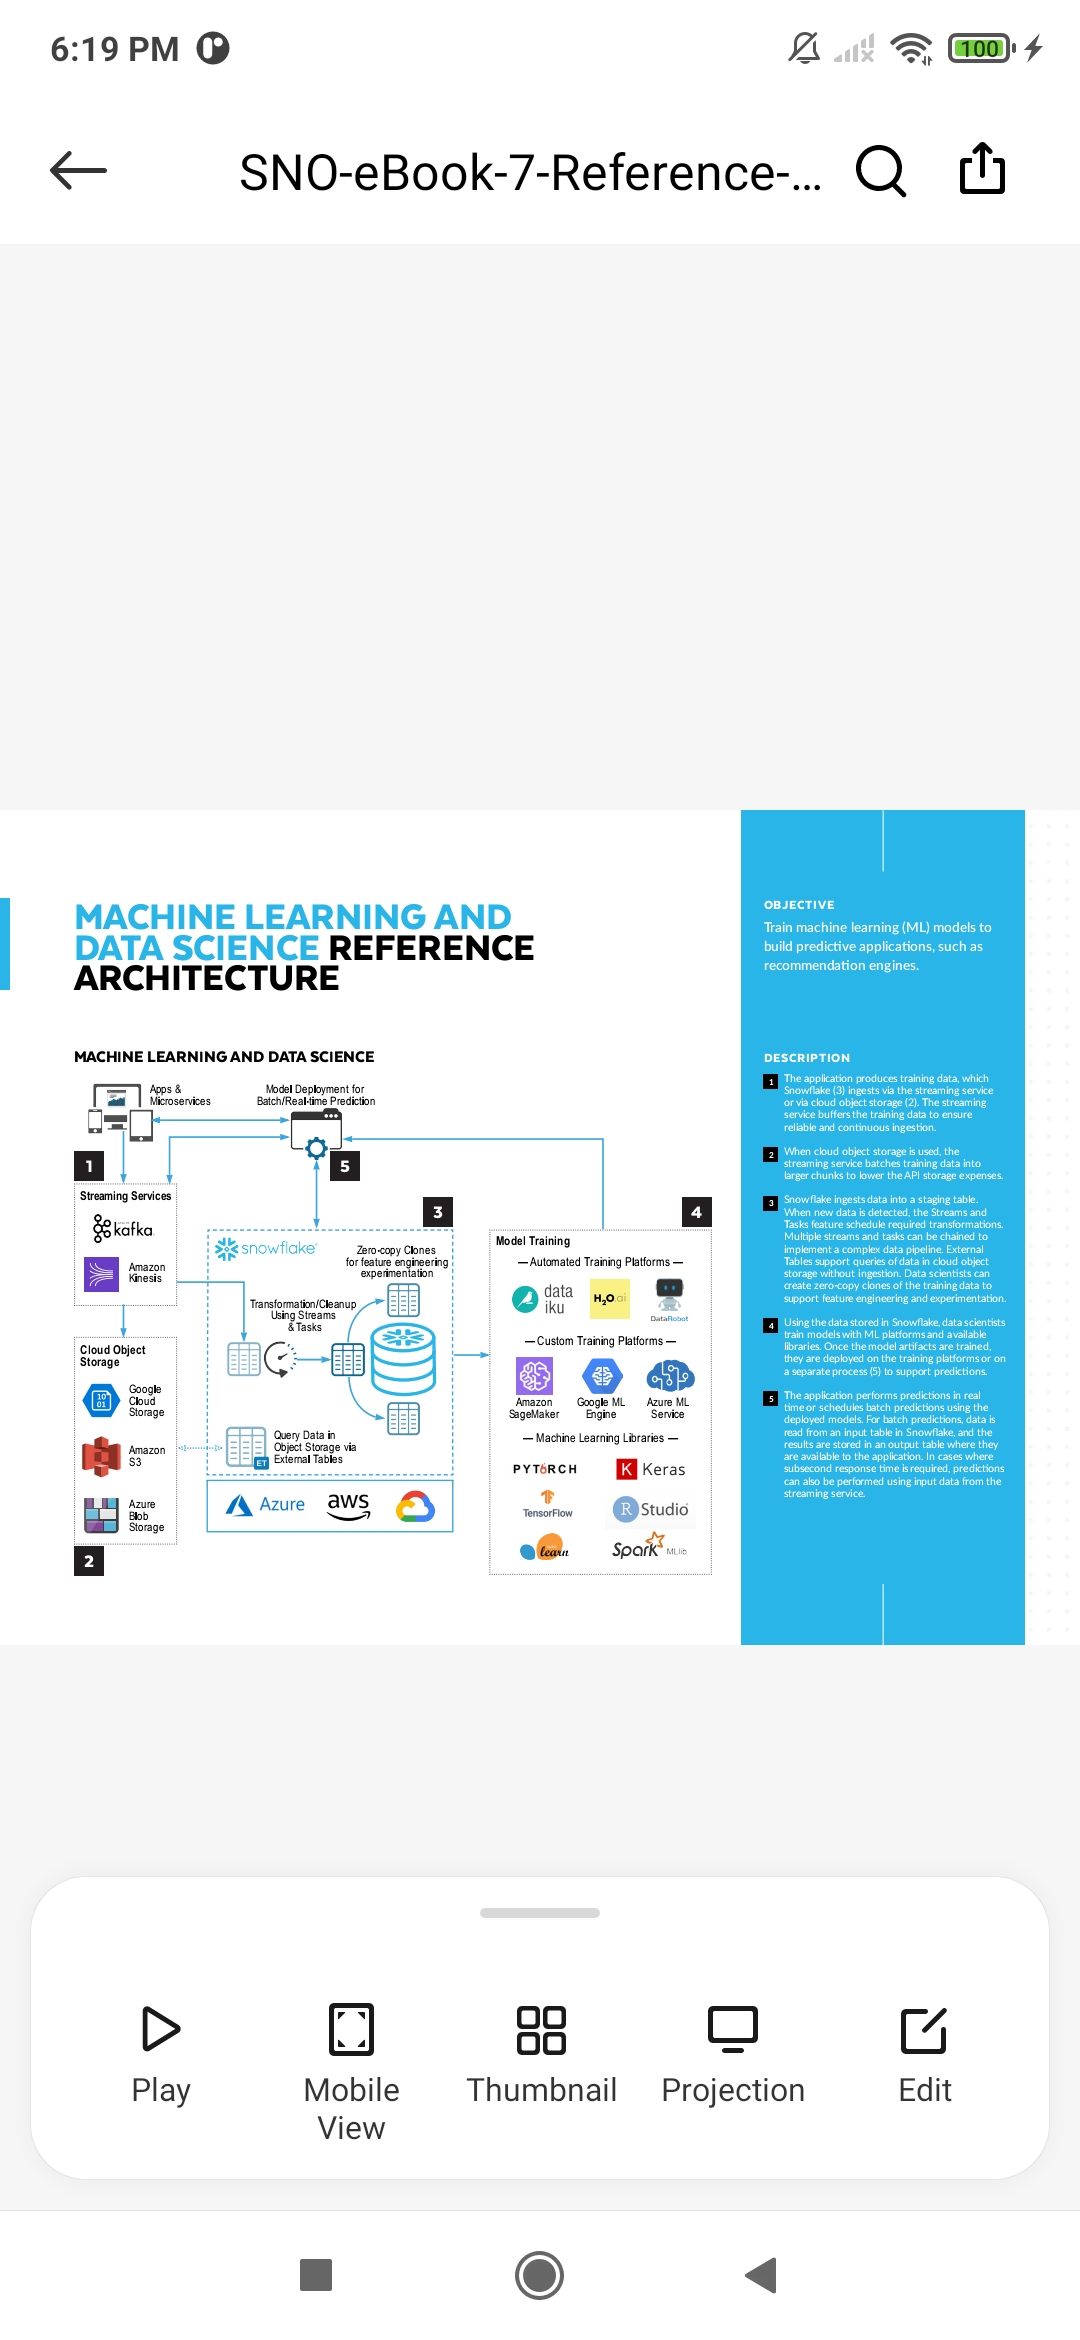 6:19 PM
100
SNO-eBook-7-Reference-...
MACHINE LEARNING AND
DATA SCIENCE REFERENCE
ARCHITECTURE
MACHINE LEARNING AND DATA SCIENCE
Apps &
Microservices
Model Deployment for
Batch/Real-time Prediction
1
5
Streaming Services
kafka
Amazon
Kinesis
Cloud Object
Storage
Google
Cloud
Storage
Amazon
S3
Azure
Blob
Storage
2
3
snowflake
Zero-copy Clones
for feature engineering
experimentation
Transformation/Cleanup
Using Streams
& Tasks
Query Data in
Object Storage via
External Tables
ET
Azure
aws
4
Model Training
— Automated Training Platforms —
data
iku
H2O.ai
DataRobot
— Custom Training Platforms —
Amazon
SageMaker
Google ML
Engine
Azure ML
Service
— Machine Learning Libraries —
PYTORCH
K Keras
TensorFlow
R Studio
learn
Spark MLlib
OBJECTIVE
Train machine learning (ML) models to
build predictive applications, such as
recommendation engines.
DESCRIPTION
1 The application produces training data, which
Snowflake (3) ingests via the streaming service
or via cloud object storage (2). The streaming
service buffers the training data to ensure
reliable and continuous ingestion.
2 When cloud object storage is used, the
streaming service batches training data into
larger chunks to lower the API storage expenses.
3 Snowflake ingests data into a staging table.
When new data is detected, the Streams and
Tasks feature schedule required transformations.
Multiple streams and tasks can be chained to
implement a complex data pipeline. External
Tables support queries of data in cloud object
storage without ingestion. Data scientists can
create zero-copy clones of the training data to
support feature engineering and experimentation.
4 Using the data stored in Snowflake, data scientists
train models with ML platforms and available
libraries. Once the model artifacts are trained,
they are deployed on the training platforms or on
a separate process (5) to support predictions.
5 The application performs predictions in real
time or schedules batch predictions using the
deployed models. For batch predictions, data is
read from an input table in Snowflake, and the
results are stored in an output table where they
are available to the application. In cases where
subsecond response time is required, predictions
can also be performed using input data from the
streaming service.
Play
Mobile
View
Thumbnail
Projection
Edit